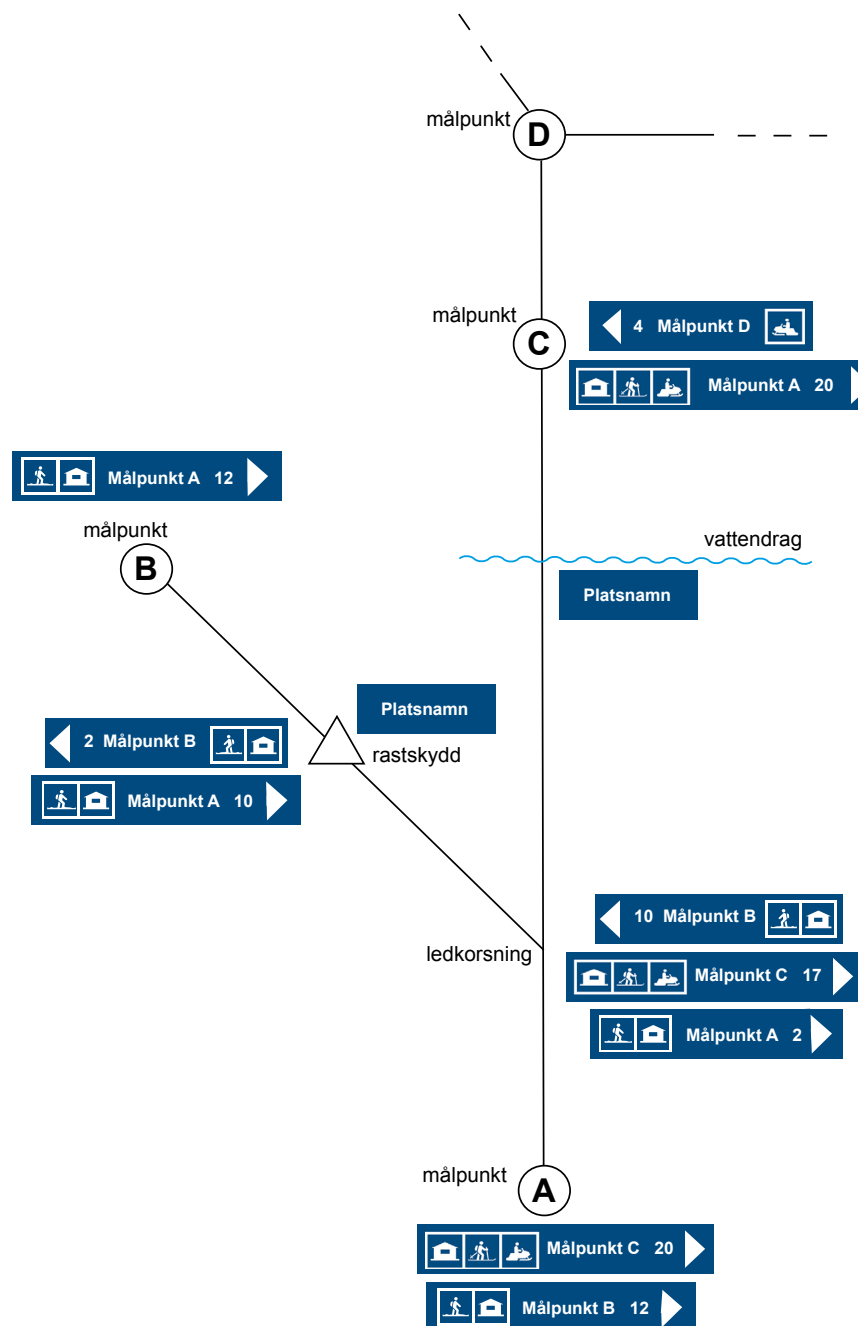 målpunkt
D
målpunkt
C
4 Målpunkt D
Målpunkt A 20
Målpunkt A 12
målpunkt
B
vattendrag
Platsnamn
Platsnamn
2 Målpunkt B
rastskydd
Målpunkt A 10
10 Målpunkt B
ledkorsning
Målpunkt C 17
Målpunkt A 2
målpunkt
A
Målpunkt C 20
Målpunkt B 12